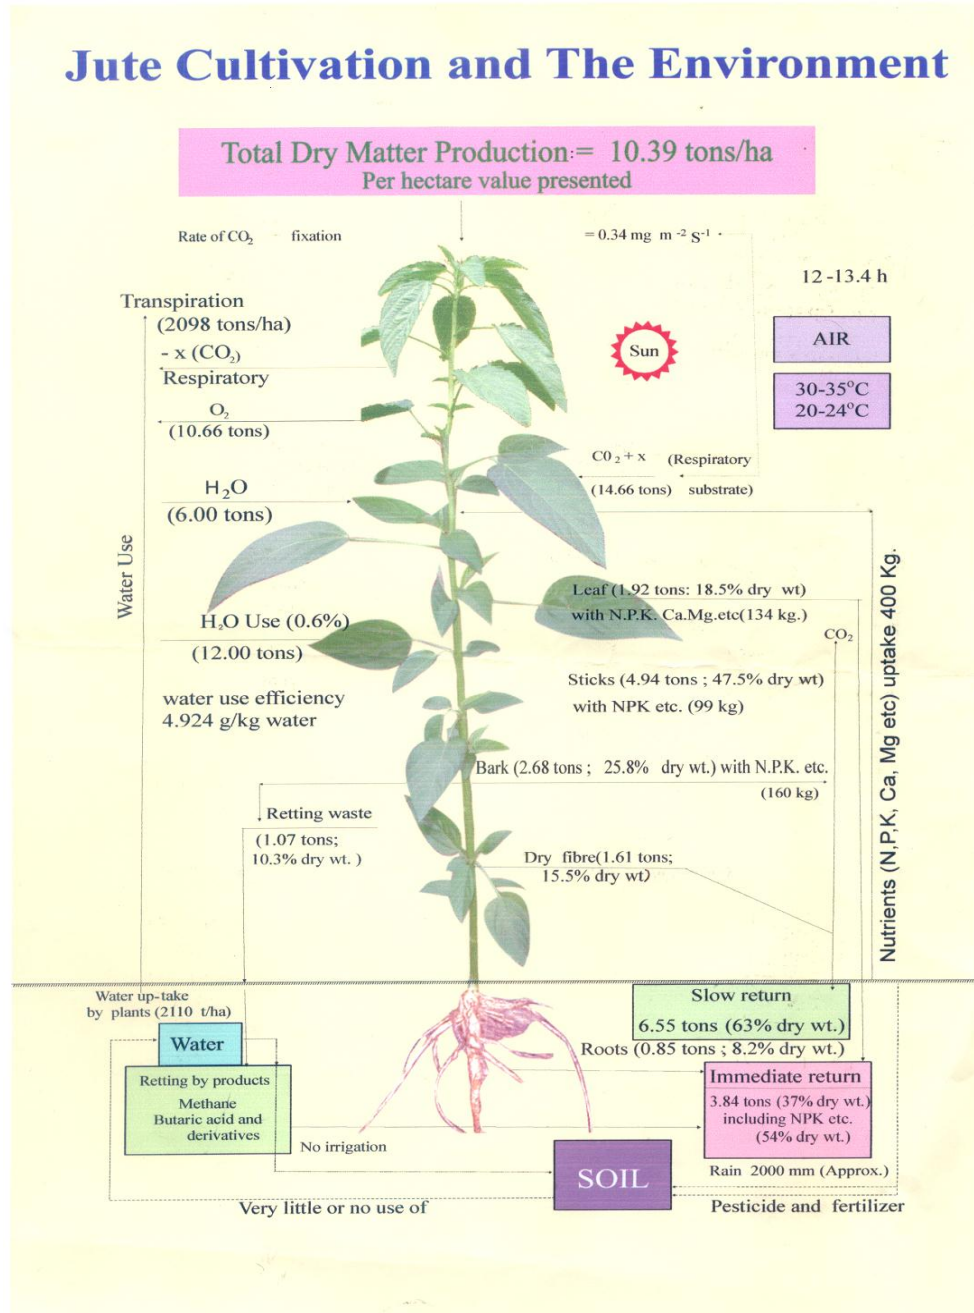 Jute Cultivation and The Environment
Total Dry Matter Production:= 10.39 tons/ha
Per hectare value presented
Rate of CO₂ fixation = 0.34 mg m⁻² S⁻¹
12 -13.4 h
Transpiration
(2098 tons/ha)
- x (CO₂)
Respiratory
O₂
(10.66 tons)
Sun
AIR
30-35°C
20-24°C
C0₂ + x (Respiratory
(14.66 tons) substrate)
H₂O
(6.00 tons)
Water Use
H₂O Use (0.6%)
(12.00 tons)
water use efficiency
4.924 g/kg water
Leaf (1.92 tons: 18.5% dry wt)
with N.P.K. Ca.Mg.etc(134 kg.)
CO₂
Sticks (4.94 tons ; 47.5% dry wt)
with NPK etc. (99 kg)
Nutrients (N,P,K, Ca, Mg etc) uptake 400 Kg.
Bark (2.68 tons ; 25.8% dry wt.) with N.P.K. etc.
(160 kg)
Retting waste
(1.07 tons;
10.3% dry wt. )
Dry fibre(1.61 tons;
15.5% dry wt)
Water up-take
by plants (2110 t/ha)
Water
Retting by products
Methane
Butaric acid and
derivatives
No irrigation
Slow return
6.55 tons (63% dry wt.)
Roots (0.85 tons ; 8.2% dry wt.)
Immediate return
3.84 tons (37% dry wt.)
including NPK etc.
(54% dry wt.)
SOIL
Rain 2000 mm (Approx.)
Very little or no use of
Pesticide and fertilizer